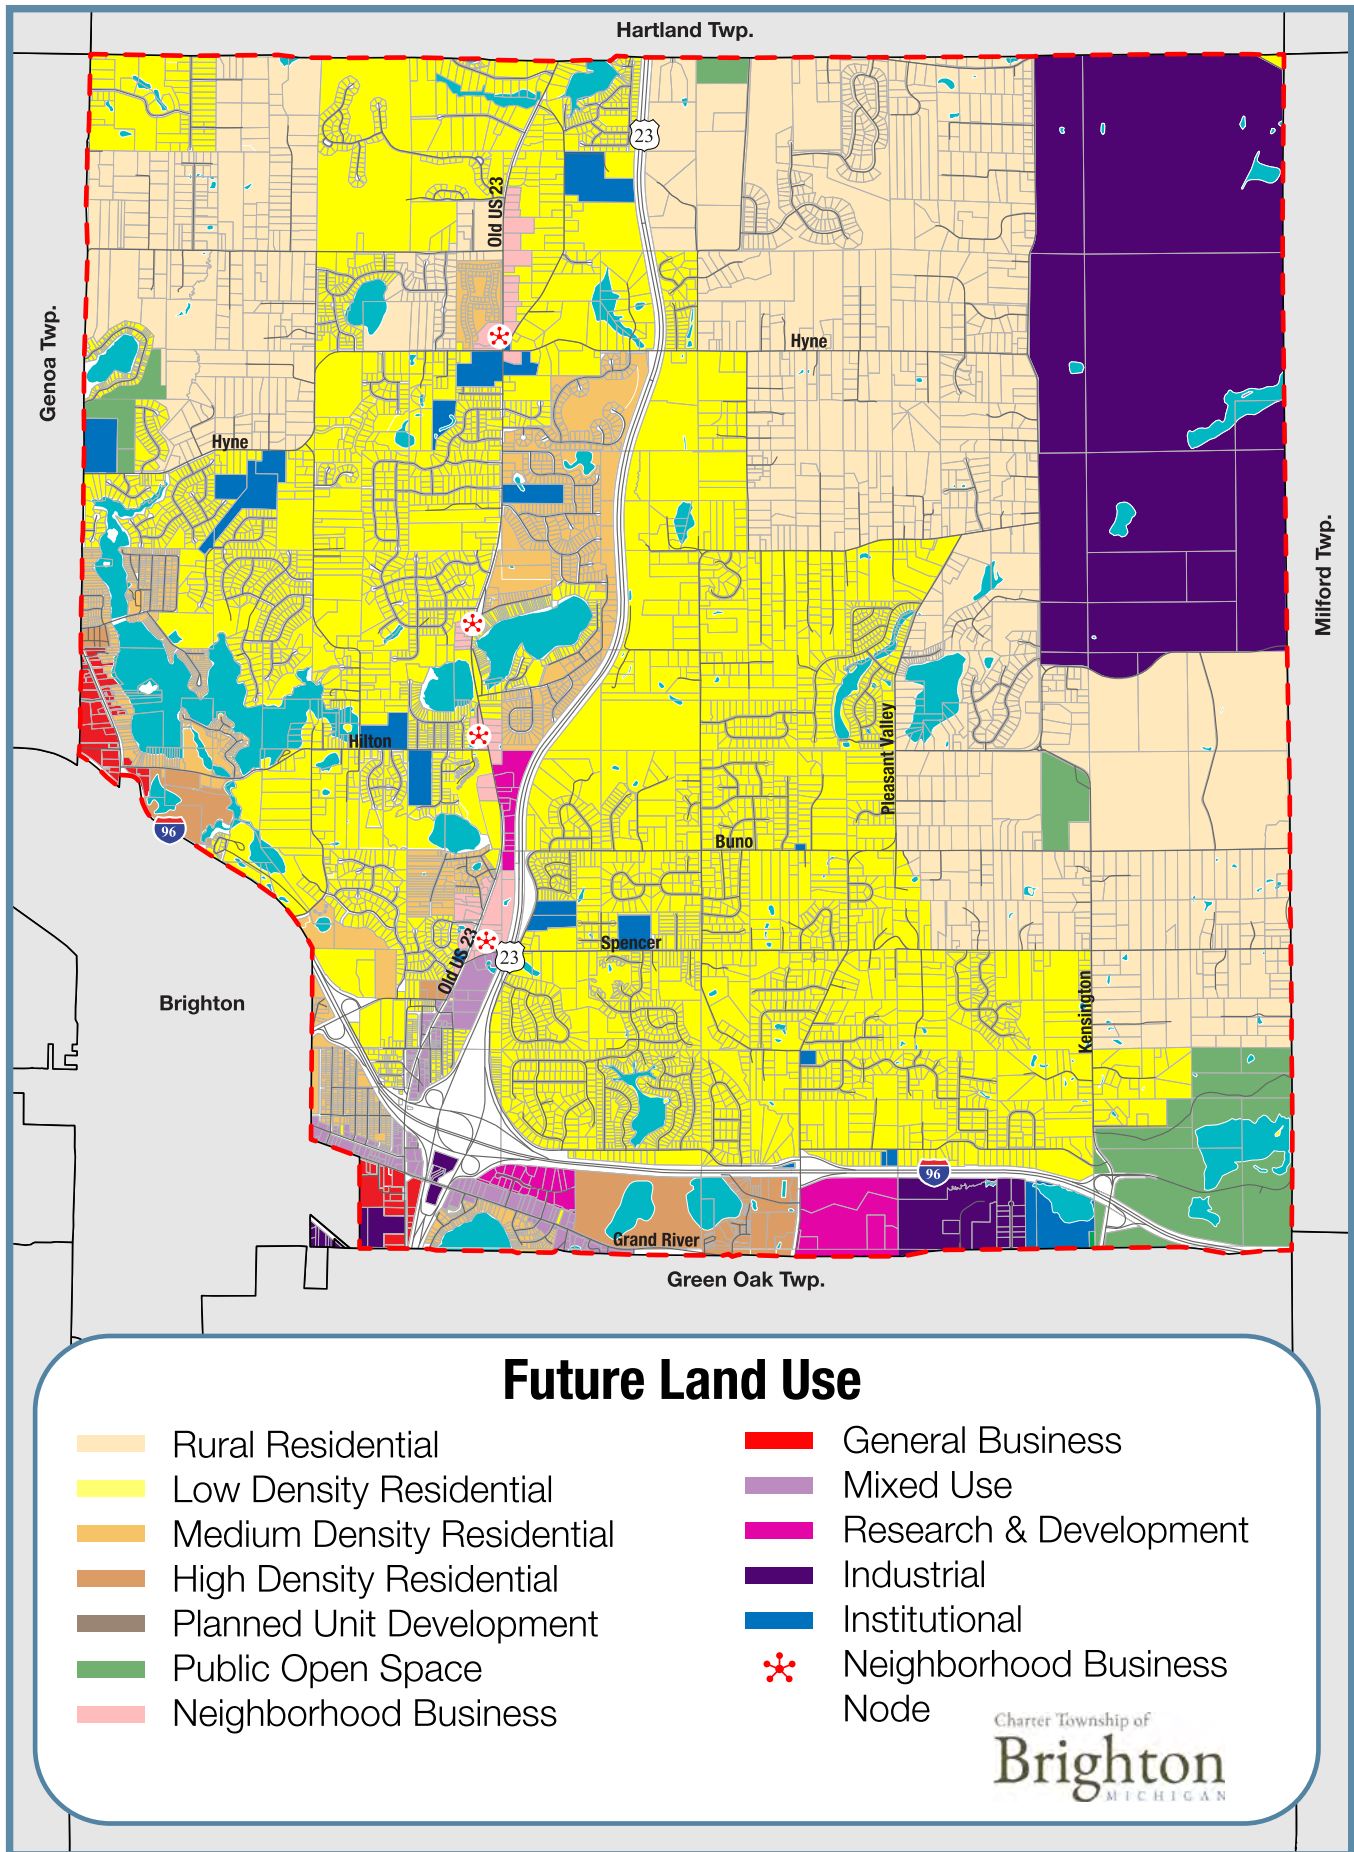 Hartland Twp.
23
Old US 23
Genoa Twp.
Hyne
Hyne
Milford Twp.
Pleasant Valley
Hilton
96
Buno
Old US 23
23
Spencer
Kensington
Brighton
96
Grand River
Green Oak Twp.
Future Land Use
Rural Residential
Low Density Residential
Medium Density Residential
High Density Residential
Planned Unit Development
Public Open Space
Neighborhood Business
General Business
Mixed Use
Research & Development
Industrial
Institutional
Neighborhood Business
Node
Charter Township of
Brighton
MICHIGAN